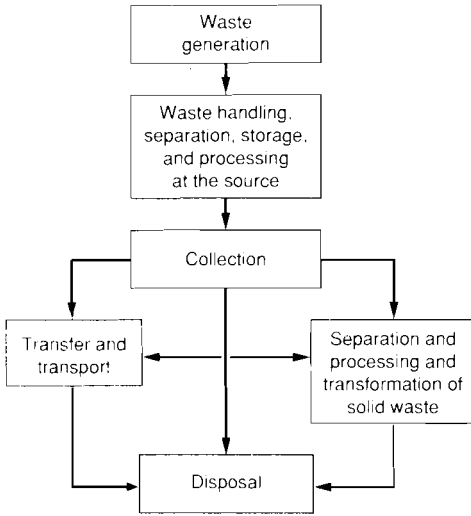 Waste
generation
Waste handling,
separation, storage,
and processing
at the source
Collection
Transfer and
transport
Separation and
processing and
transformation of
solid waste
Disposal